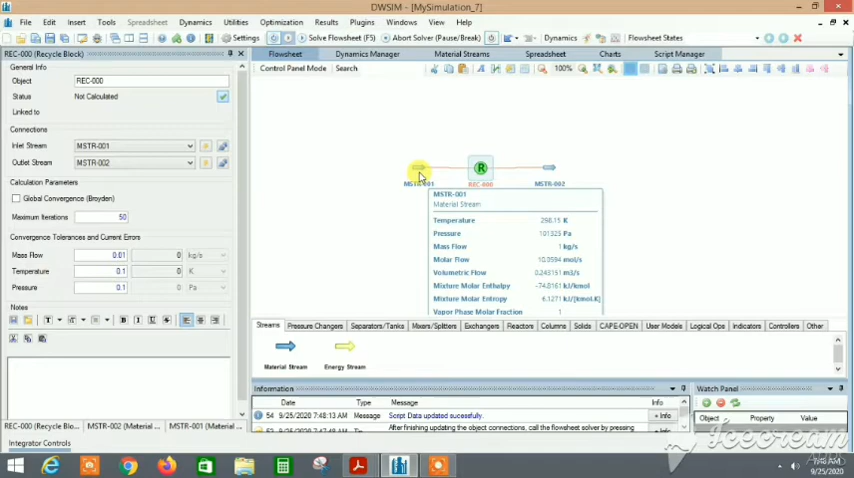 DWSIM - [MySimulation_7]
File Edit Insert Tools Spreadsheet Dynamics Utilities Optimization Results Plugins Windows View Help
Settings Solve Flowsheet (F5) Abort Solver (Pause/Break) Dynamics Flowsheet States
REC-000 (Recycle Block)
Flowsheet Dynamics Manager Material Streams Spreadsheet Charts Script Manager
General Info
Control Panel Mode Search 100%
Object REC-000
Status Not Calculated
Linked to
Connections
Inlet Stream MSTR-001
Outlet Stream MSTR-002
Calculation Parameters
Global Convergence (Broyden)
Maximum Iterations 50
Convergence Tolerances and Current Errors
Mass Flow 0.01 0 kg/s
Temperature 0.1 0 K
Pressure 0.1 0 Pa
Notes
R
MSTR-001 REC-000 MSTR-002
MSTR-001
Material Stream
Temperature 298.15 K
Pressure 101325 Pa
Mass Flow 1 kg/s
Molar Flow 10.9594 mol/s
Volumetric Flow 0.243151 m3/s
Mixture Molar Enthalpy -74.8161 kJ/kmol
Mixture Molar Entropy 6.1271 kJ/[kmol.K]
Vapor Phase Molar Fraction 1
Streams Pressure Changers Separators/Tanks Mixers/Splitters Exchangers Reactors Columns Solids CAPE-OPEN User Models Logical Ops Indicators Controllers Other
Material Stream Energy Stream
Information
Watch Panel
Date Type Message Info
54 9/25/2020 7:48:13 AM Message Script Data updated sucessfully. + Info
After finishing updating the object connections, call the flowsheet solver by pressing
Object Property Value
REC-000 (Recycle Blo... MSTR-002 (Material ... MSTR-001 (Material ...
Integrator Controls
Icecream
7:48 AM
9/25/2020